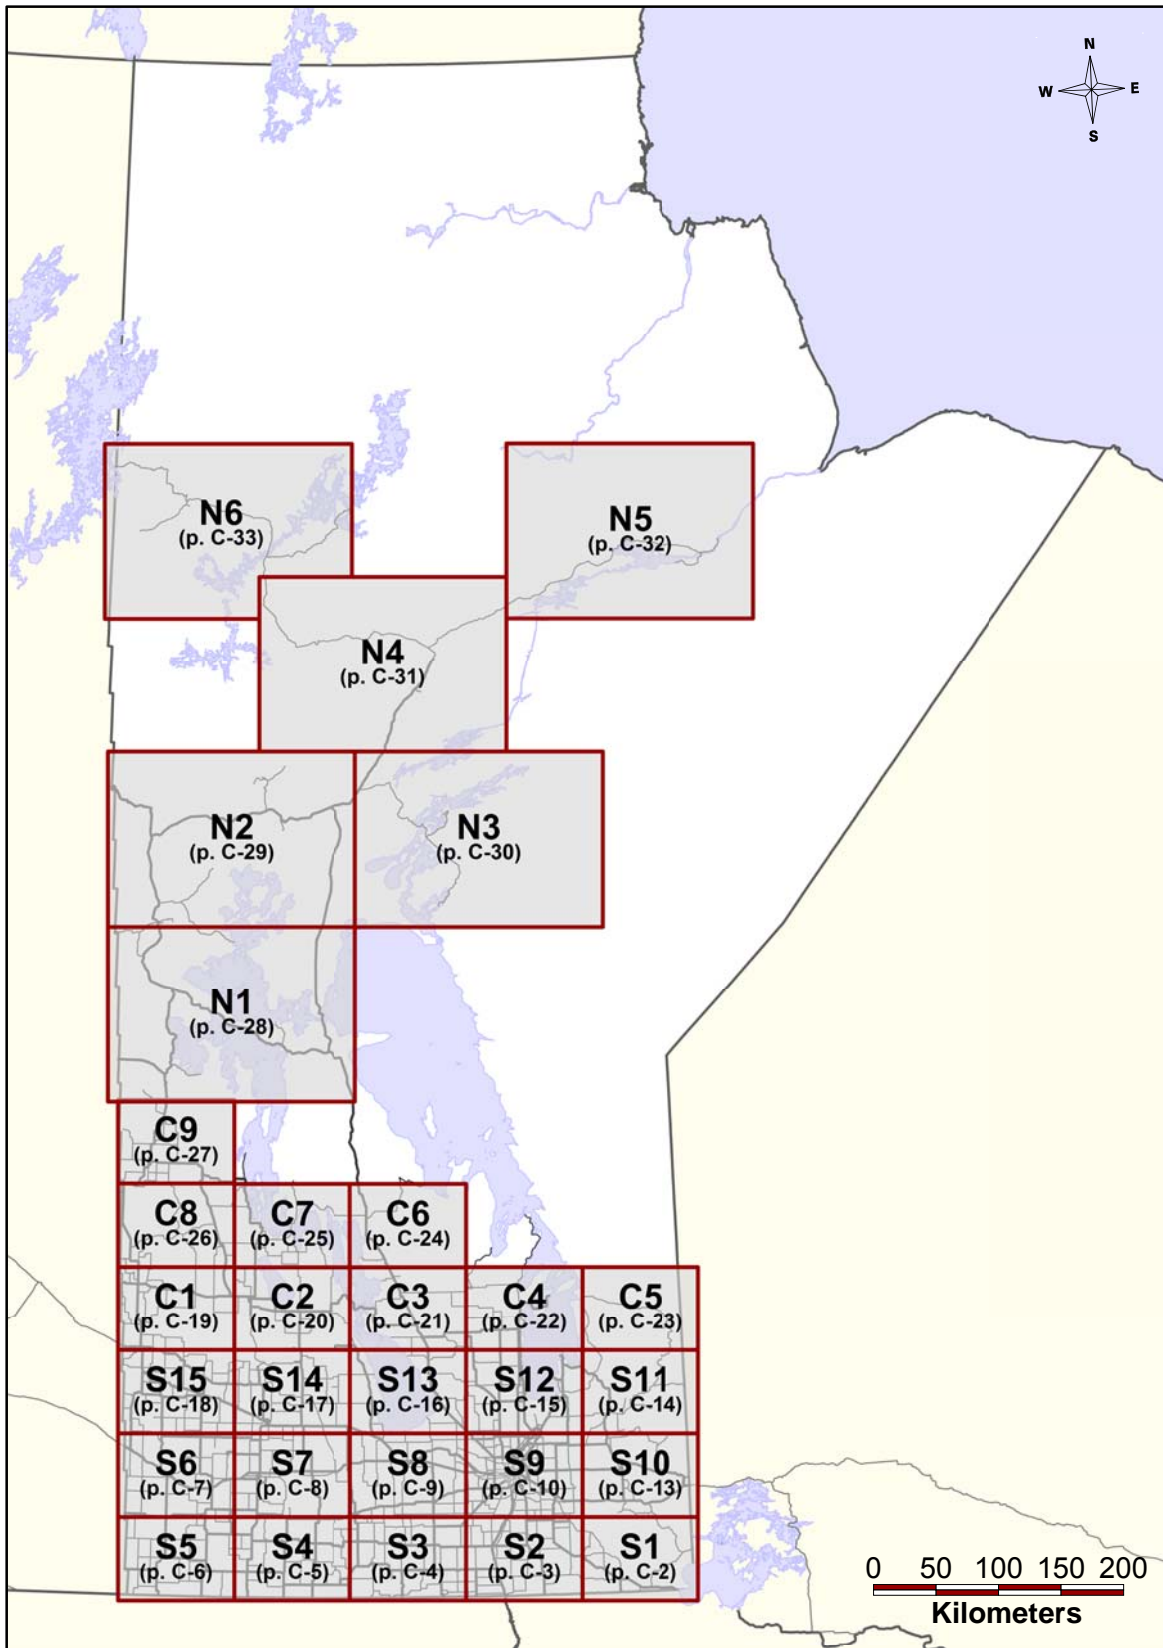 N
W E
S
N6
(p. C-33)
N5
(p. C-32)
N4
(p. C-31)
N2
(p. C-29)
N3
(p. C-30)
N1
(p. C-28)
C9
(p. C-27)
C8
(p. C-26)
C7
(p. C-25)
C6
(p. C-24)
C1
(p. C-19)
C2
(p. C-20)
C3
(p. C-21)
C4
(p. C-22)
C5
(p. C-23)
S15
(p. C-18)
S14
(p. C-17)
S13
(p. C-16)
S12
(p. C-15)
S11
(p. C-14)
S6
(p. C-7)
S7
(p. C-8)
S8
(p. C-9)
S9
(p. C-10)
S10
(p. C-13)
S5
(p. C-6)
S4
(p. C-5)
S3
(p. C-4)
S2
(p. C-3)
S1
(p. C-2)
0 50 100 150 200
Kilometers